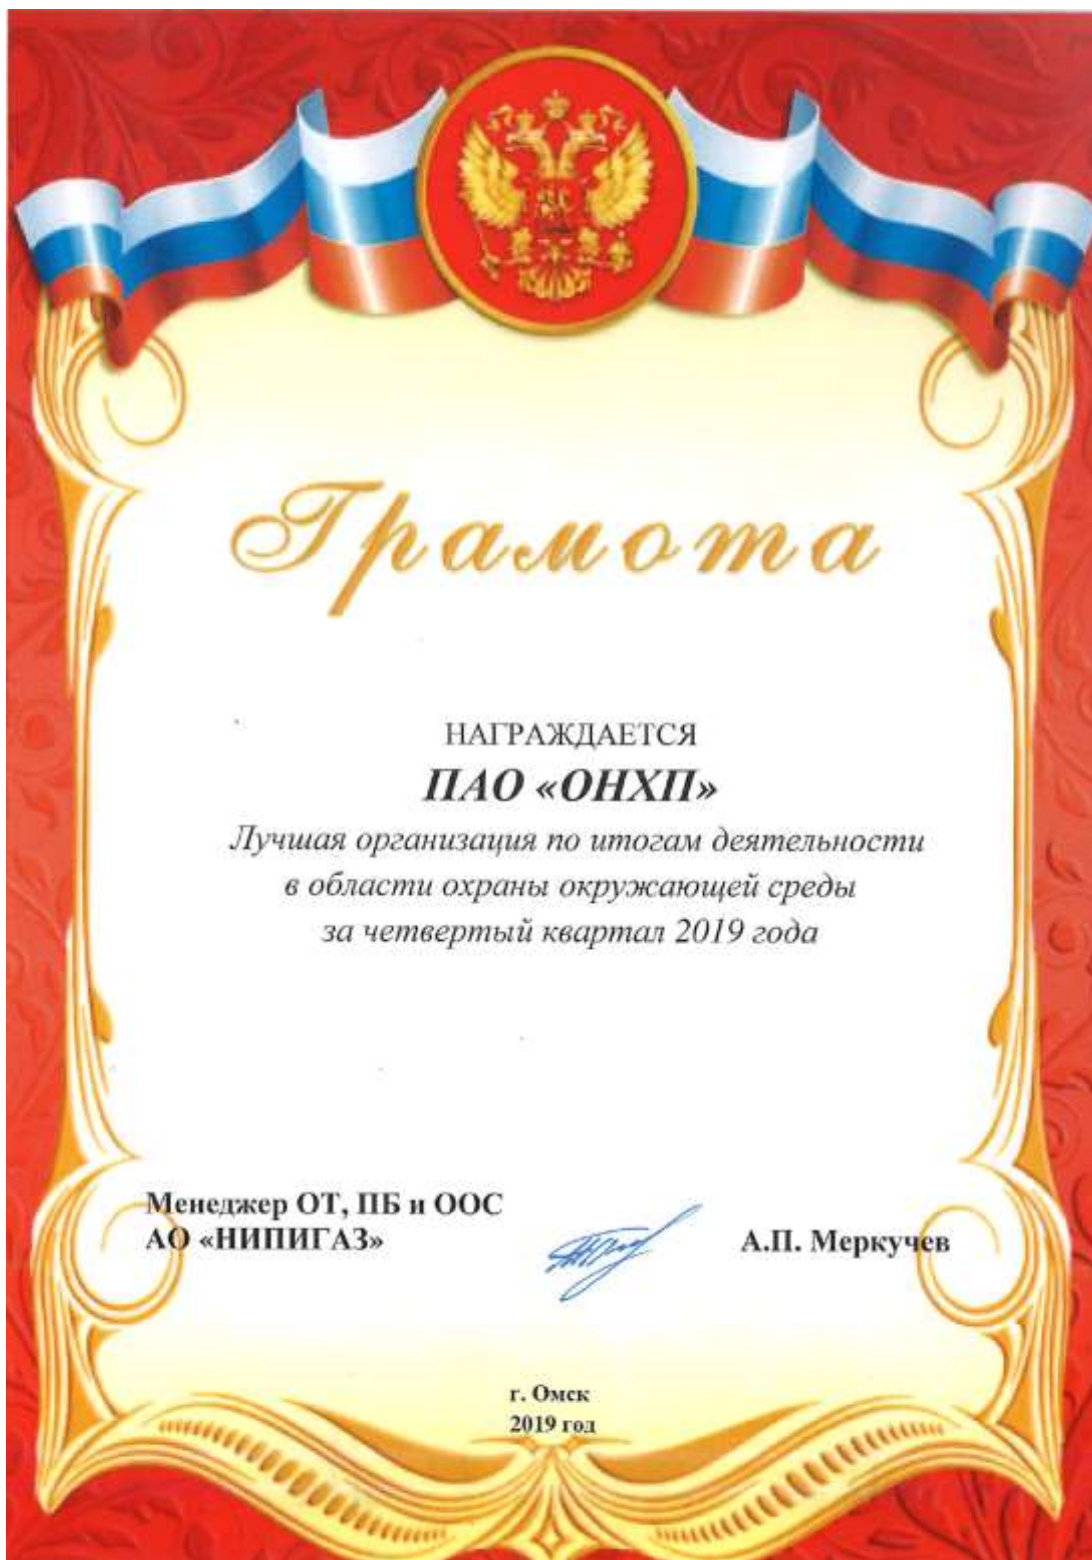 Грамота
НАГРАЖДАЕТСЯ
ПАО «ОНХП»
Лучшая организация по итогам деятельности
в области охраны окружающей среды
за четвертый квартал 2019 года
Менеджер ОТ, ПБ и ООС
АО «НИПИГАЗ»
А.П. Меркучев
г. Омск
2019 год